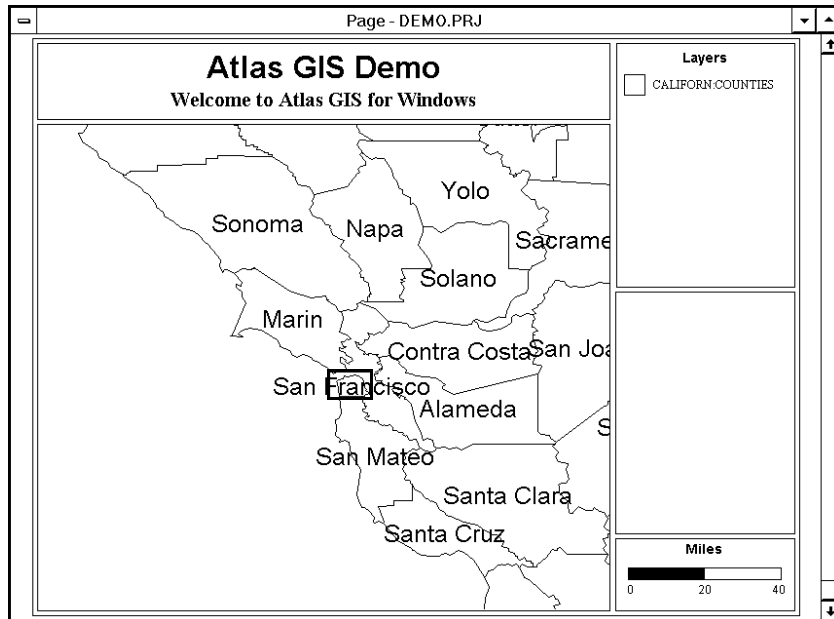 Page - DEMO.PRJ
Atlas GIS Demo
Welcome to Atlas GIS for Windows
Layers
CALIFORN:COUNTIES
Yolo
Sonoma
Napa
Sacrame
Solano
Marin
Contra Costa
San Joa
San Francisco
Alameda
S
San Mateo
Santa Clara
Santa Cruz
Miles
0 20 40